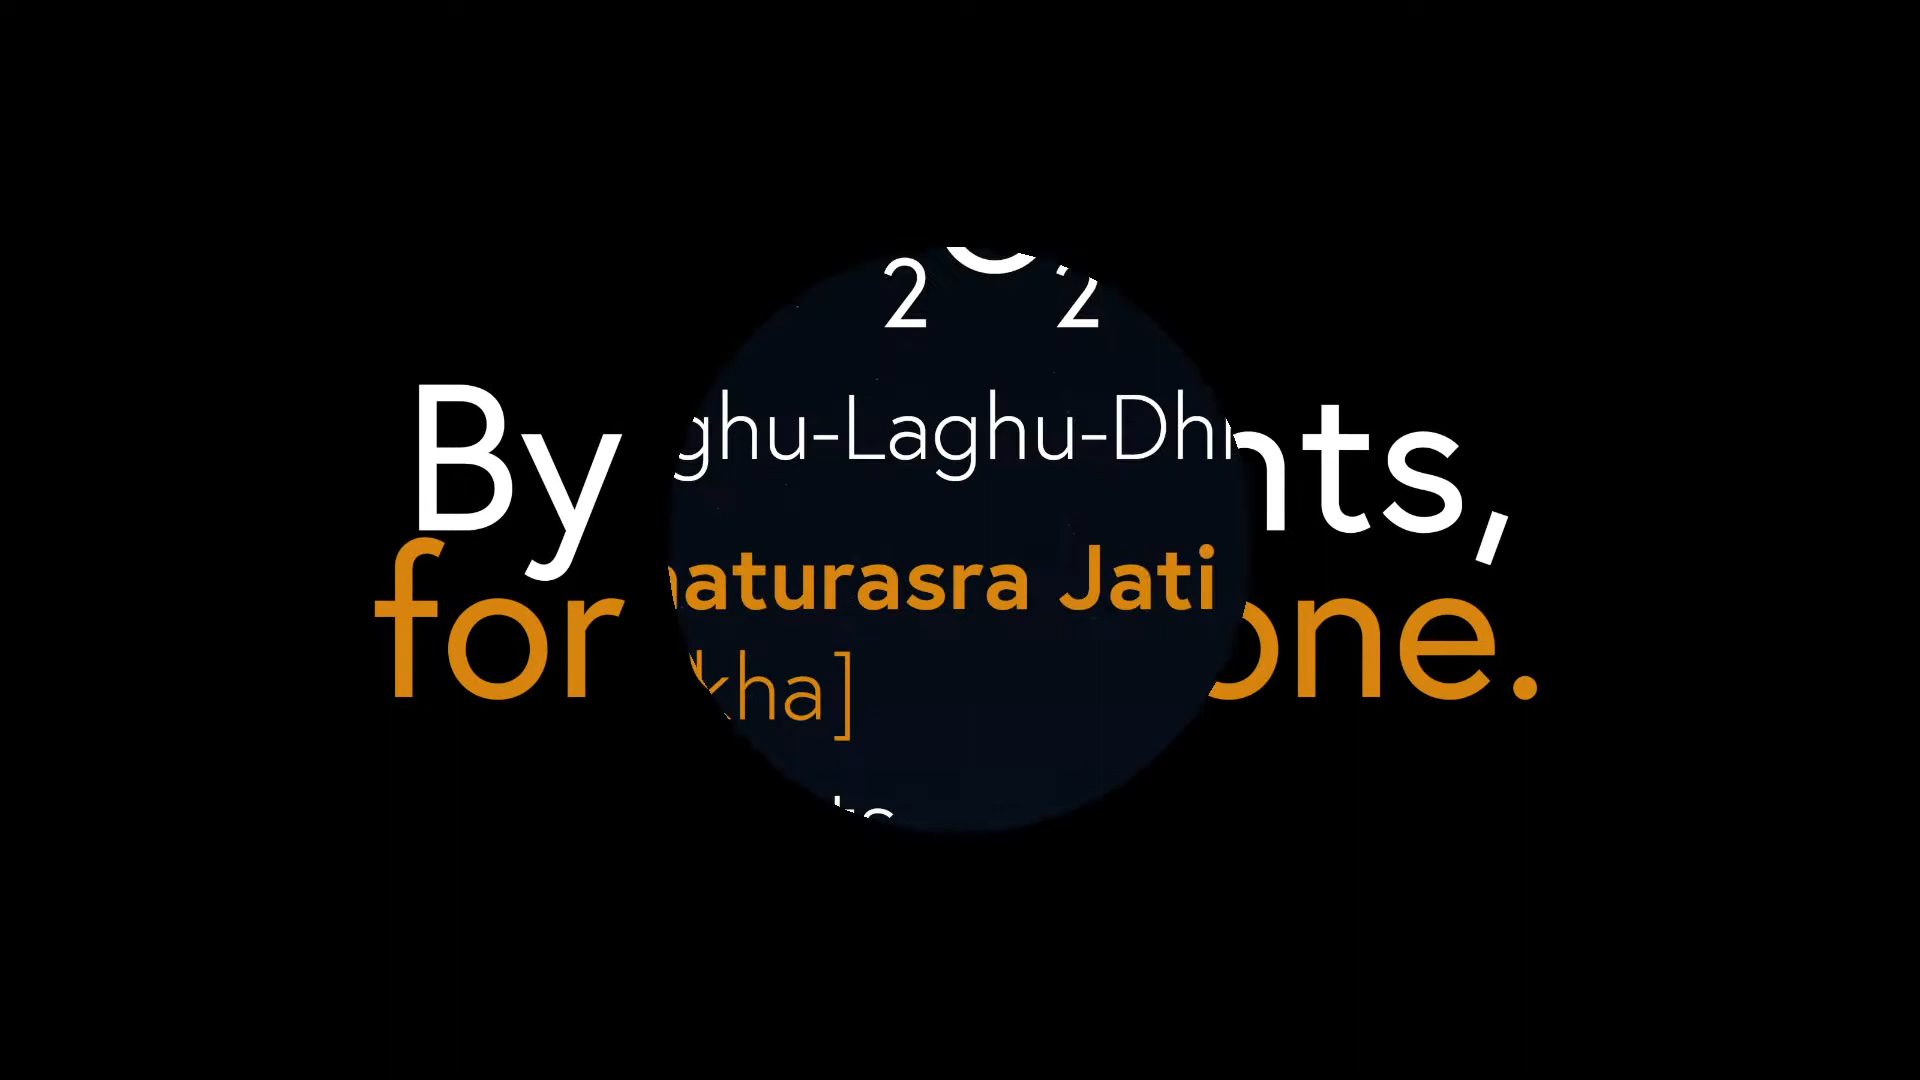 2 2
ghu-Laghu-Dh
By nts,
aturasra Jati
for one.
kha]